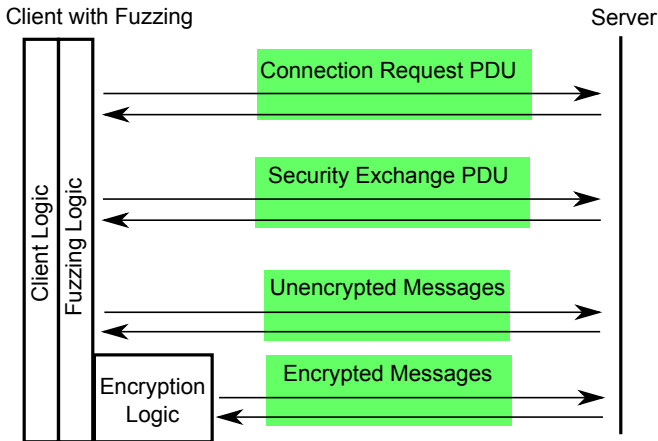 Client with Fuzzing
Server
Connection Request PDU
Security Exchange PDU
Client Logic
Fuzzing Logic
Unencrypted Messages
Encrypted Messages
Encryption
Logic